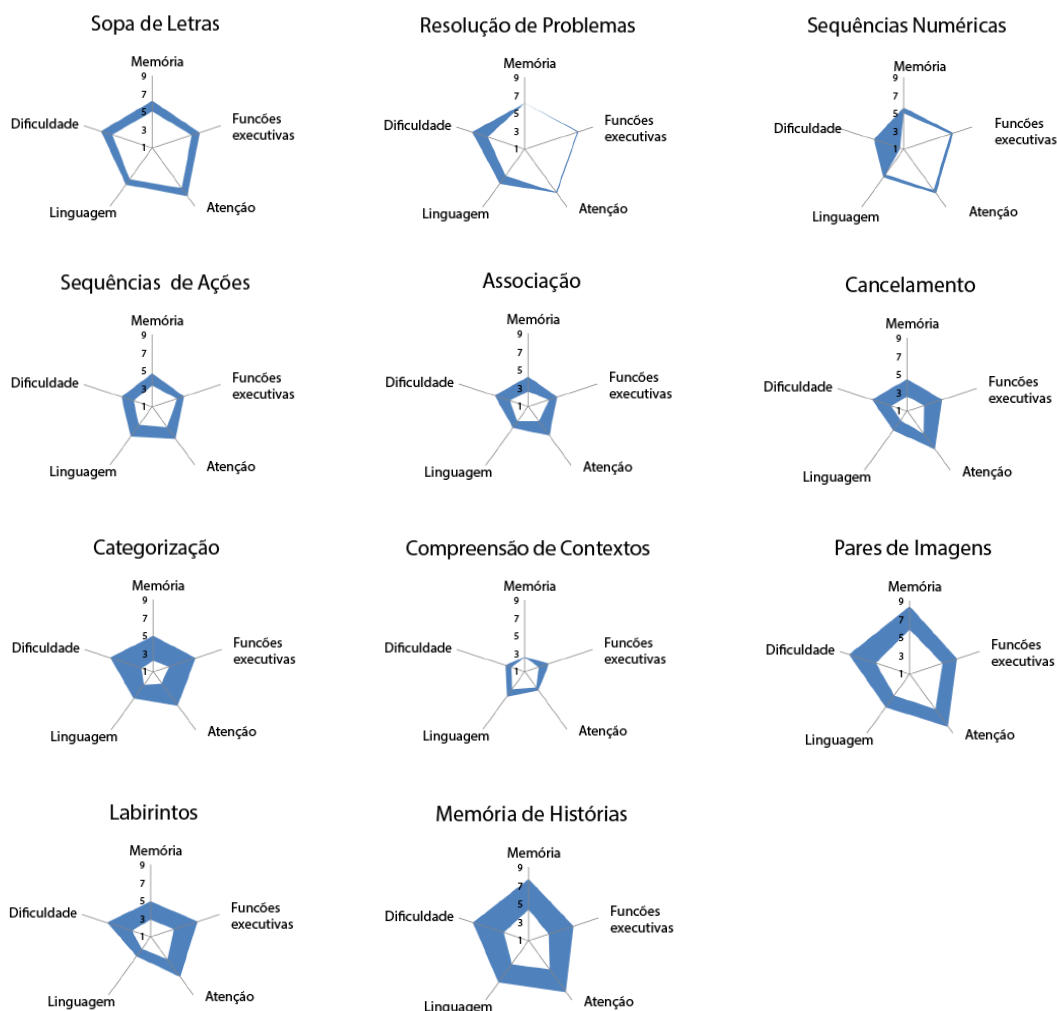 Sopa de Letras
Memória
9
7
5
3
1
Dificuldade
Funcões
executivas
Linguagem
Atenção
Resolução de Problemas
Memória
9
7
5
3
1
Dificuldade
Funcões
executivas
Linguagem
Atenção
Sequências Numéricas
Memória
9
7
5
3
1
Dificuldade
Funcões
executivas
Linguagem
Atenção
Sequências de Ações
Memória
9
7
5
3
1
Dificuldade
Funcões
executivas
Linguagem
Atenção
Associação
Memória
9
7
5
3
1
Dificuldade
Funcões
executivas
Linguagem
Atenção
Cancelamento
Memória
9
7
5
3
1
Dificuldade
Funcões
executivas
Linguagem
Atenção
Categorização
Memória
9
7
5
3
1
Dificuldade
Funcões
executivas
Linguagem
Atenção
Compreensão de Contextos
Memória
9
7
5
3
1
Dificuldade
Funcões
executivas
Linguagem
Atenção
Pares de Imagens
Memória
9
7
5
3
1
Dificuldade
Funcões
executivas
Linguagem
Atenção
Labirintos
Memória
9
7
5
3
1
Dificuldade
Funcões
executivas
Linguagem
Atenção
Memória de Histórias
Memória
9
7
5
3
1
Dificuldade
Funcões
executivas
Linguagem
Atenção